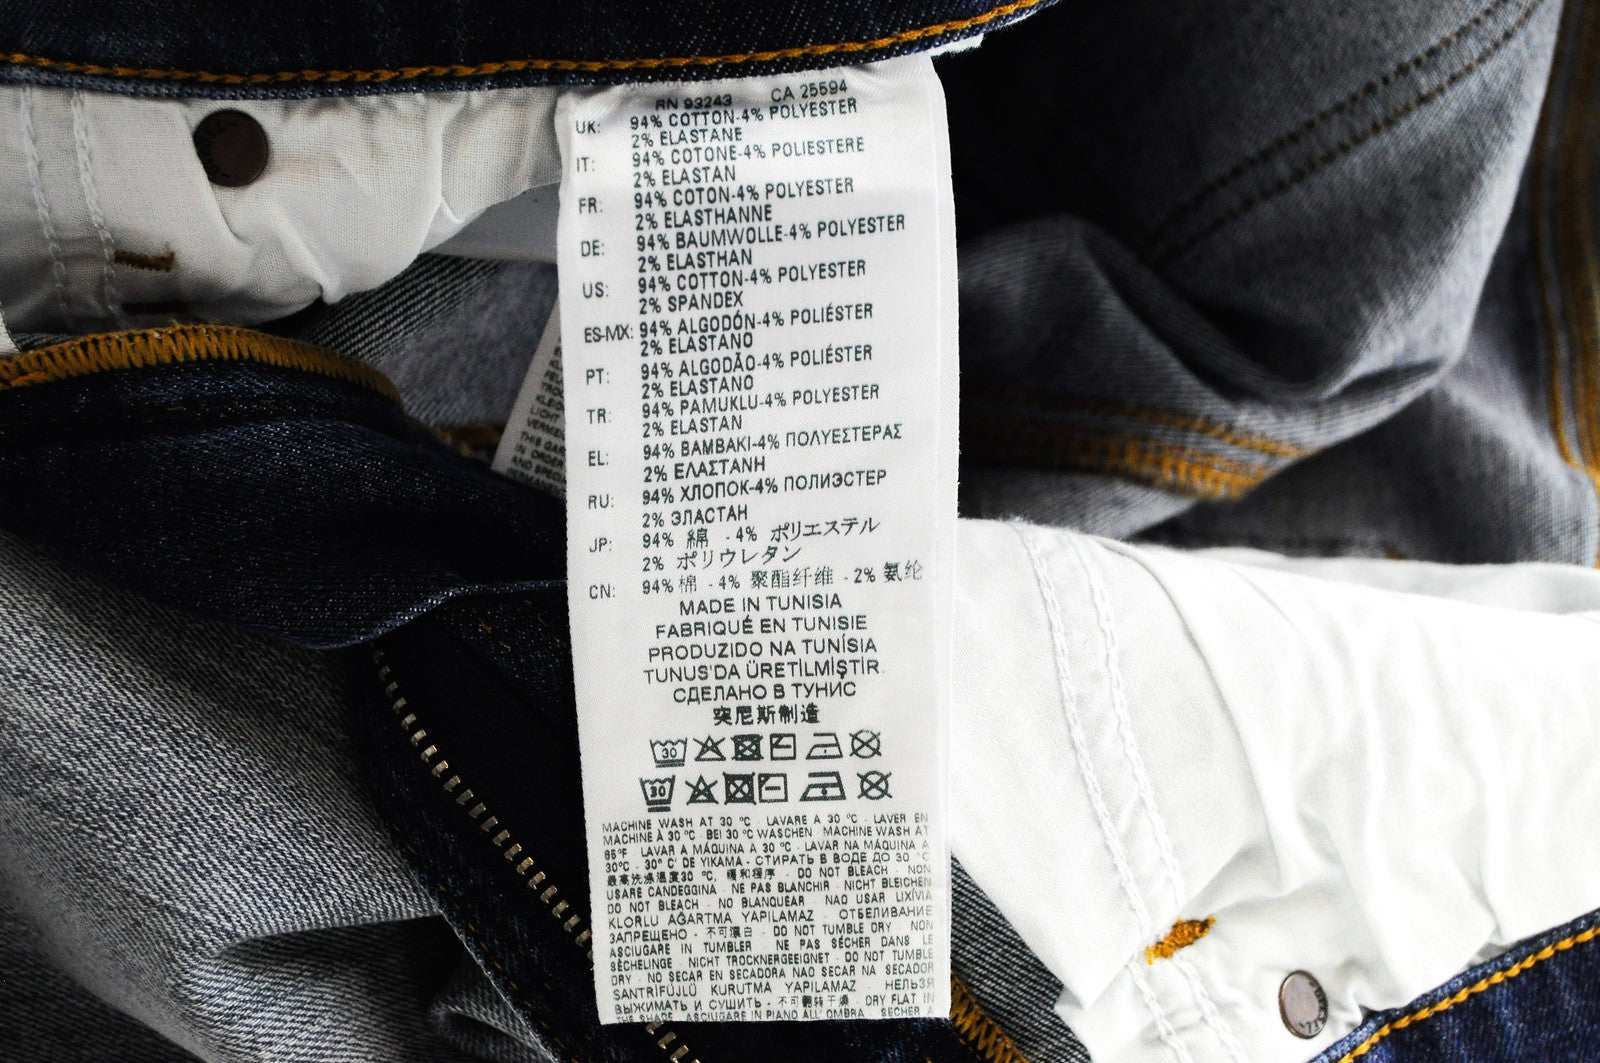 RN 93243 CA 25594
UK: 94% COTTON-4% POLYESTER
2% ELASTANE
IT: 94% COTONE-4% POLIESTERE
2% ELASTAN
FR: 94% COTON-4% POLYESTER
2% ELASTHANNE
DE: 94% BAUMWOLLE-4% POLYESTER
2% ELASTHAN
US: 94% COTTON-4% POLYESTER
2% SPANDEX
ES-MX: 94% ALGODÓN-4% POLIÉSTER
2% ELASTANO
PT: 94% ALGODÃO-4% POLIÉSTER
2% ELASTANO
TR: 94% PAMUKLU-4% POLYESTER
2% ELASTAN
EL: 94% ΒΑΜΒΑΚΙ-4% ΠΟΛΥΕΣΤΕΡΑΣ
2% ΕΛΑΣΤΑΝΗ
RU: 94% ХЛОПОК-4% ПОЛИЭСТЕР
2% ЭЛАСТАН
JP: 94% 綿 - 4% ポリエステル
2% ポリウレタン
CN: 94% 棉 - 4% 聚酯纤维 - 2% 氨纶
MADE IN TUNISIA
FABRIQUÉ EN TUNISIE
PRODUZIDO NA TUNÍSIA
TUNUS'DA ÜRETİLMİŞTİR.
СДЕЛАНО В ТУНИС
突尼斯制造
30
30
MACHINE WASH AT 30 °C - LAVARE A 30 °C - LAVER EN
MACHINE À 30 °C - BEI 30 °C WASCHEN - MACHINE WASH AT
85°F - LAVAR A MÁQUINA A 30 °C - LAVAR NA MÁQUINA A
30°C - 30° C' DE YIKAMA - СТИРАТЬ В ВОДЕ ДО 30 °C
最高洗涤温度30 °C, 缓和程序 - DO NOT BLEACH - NON
USARE CANDEGGINA - NE PAS BLANCHIR - NICHT BLEICHEN
DO NOT BLEACH - NO BLANQUEAR - NAO USAR LIXÍVIA
KLORLU AĞARTMA YAPILAMAZ - ОТБЕЛИВАНИЕ
ЗАПРЕЩЕНО - 不可漂白 - DO NOT TUMBLE DRY - NON
ASCIUGARE IN TUMBLER - NE PAS SÉCHER DANS LE
SÈCHELINGE - NICHT TROCKNERGEEIGNET - DO NOT TUMBLE
DRY - NO SECAR EN SECADORA NAO SECAR NA SECADOR
SANTRİFÜJLÜ KURUTMA YAPILAMAZ - НЕЛЬЗЯ
ВЫЖИМАТЬ И СУШИТЬ - 不可翻转干燥 - DRY FLAT IN
THE SHADE - ASCIUGARE IN PIANO ALL' OMBRA - SECHER A